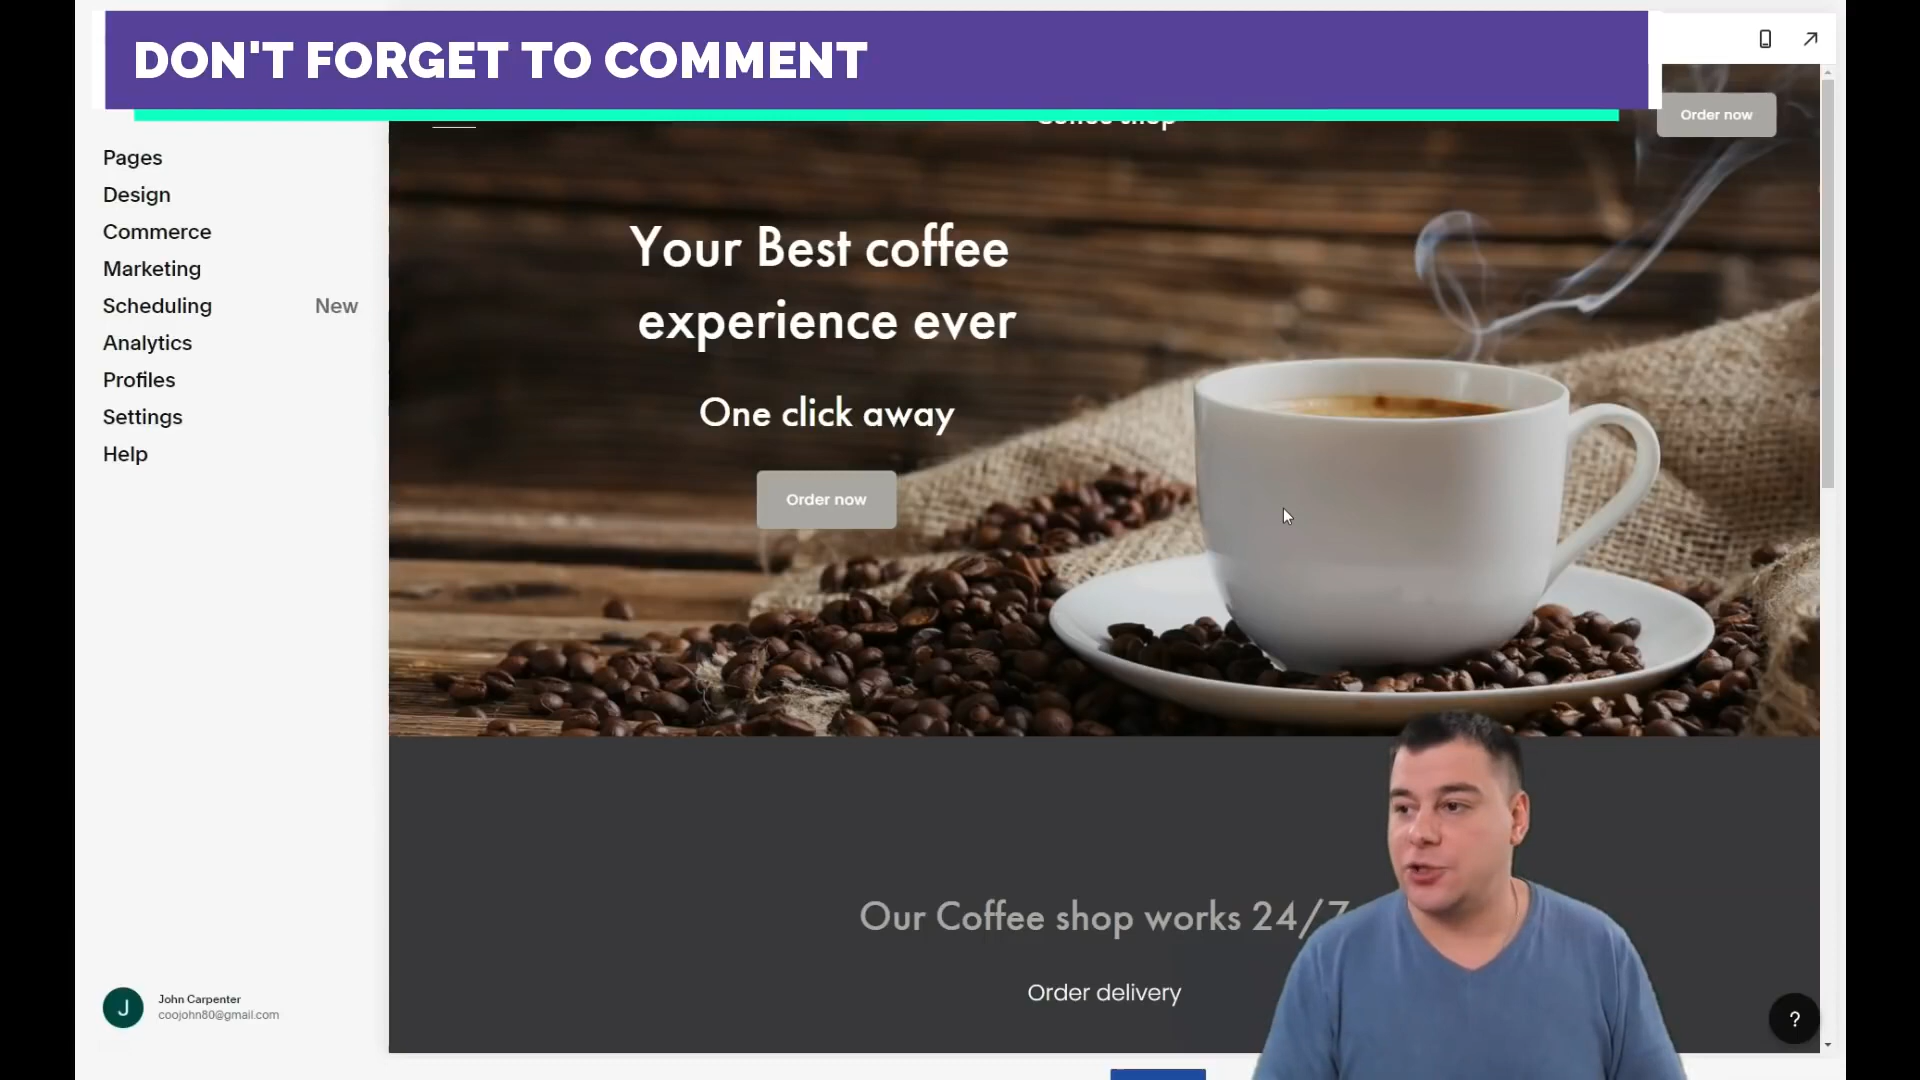 DON'T FORGET TO COMMENT
Coffee shop
Order now
Pages
Design
Commerce
Marketing
Scheduling New
Analytics
Profiles
Settings
Help
Your Best coffee
experience ever
One click away
Order now
Our Coffee shop works 24/7
Order delivery
J
John Carpenter
coojohn80@gmail.com
?